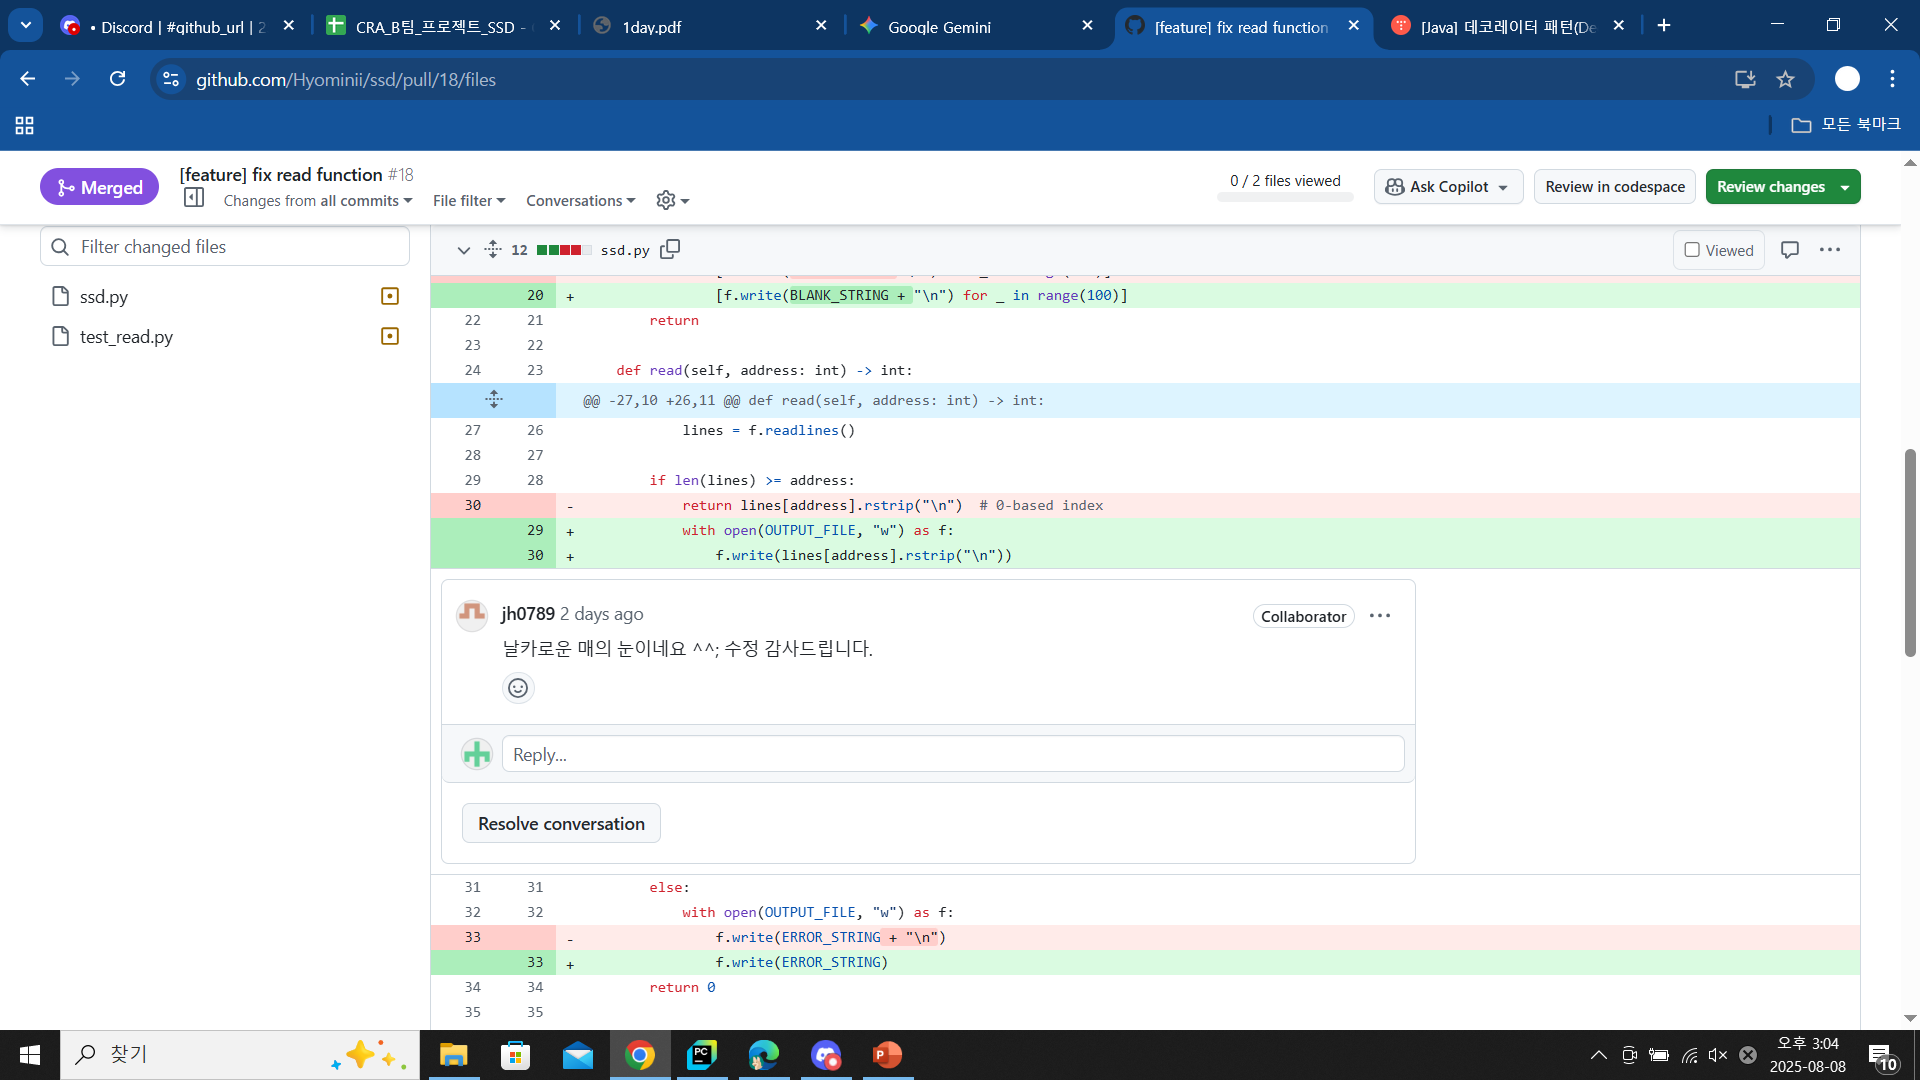 • Discord | #github_url | 2
CRA_B팀_프로젝트_SSD -
1day.pdf
Google Gemini
[feature] fix read function
[Java] 데코레이터 패턴(De
github.com/Hyominii/ssd/pull/18/files
모든 북마크
Merged
[feature] fix read function #18
Changes from all commits
File filter
Conversations
0 / 2 files viewed
Ask Copilot
Review in codespace
Review changes
Filter changed files
ssd.py
test_read.py
12
ssd.py
Viewed
20 + [f.write(BLANK_STRING + "\n") for _ in range(100)]
22 21 return
23 22
24 23 def read(self, address: int) -> int:
@@ -27,10 +26,11 @@ def read(self, address: int) -> int:
27 26 lines = f.readlines()
28 27
29 28 if len(lines) >= address:
30 - return lines[address].rstrip("\n")  # 0-based index
29 + with open(OUTPUT_FILE, "w") as f:
30 + f.write(lines[address].rstrip("\n"))
jh0789 2 days ago
Collaborator
날카로운 매의 눈이네요 ^^; 수정 감사드립니다.
Reply...
Resolve conversation
31 31 else:
32 32 with open(OUTPUT_FILE, "w") as f:
33 - f.write(ERROR_STRING + "\n")
33 + f.write(ERROR_STRING)
34 34 return 0
35 35
찾기
PC
P
오후 3:04
2025-08-08
10